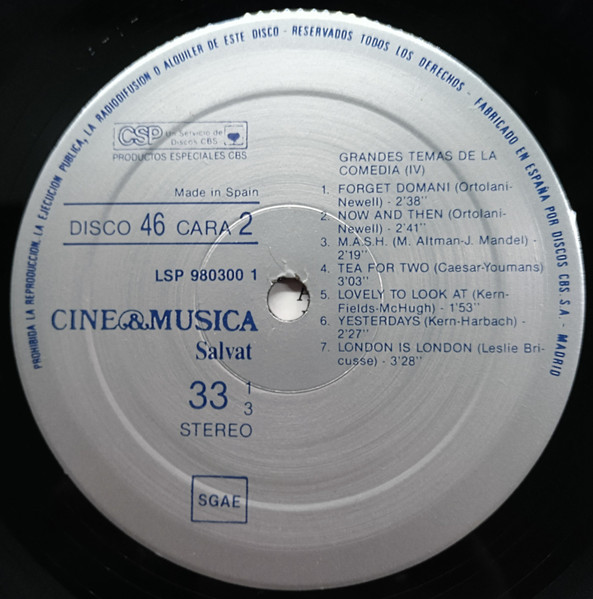 PROHIBIDA LA REPRODUCCION, LA EJECUCION PUBLICA, LA RADIODIFUSION O ALQUILER DE ESTE DISCO - RESERVADOS TODOS LOS DERECHOS - FABRICADO EN ESPAÑA POR DISCOS CBS S.A. - MADRID
CSP Un Servicio de
Discos CBS
PRODUCTOS ESPECIALES CBS
Made in Spain
DISCO 46 CARA 2
LSP 980300 1
CINE&MUSICA
Salvat
33 1/3
STEREO
SGAE
GRANDES TEMAS DE LA
COMEDIA (IV)
1. FORGET DOMANI (Ortolani-
Newell) - 2'38''
2. NOW AND THEN (Ortolani-
Newell) - 2'41''
3. M.A.S.H. (M. Altman-J. Mandel) -
2'19''
4. TEA FOR TWO (Caesar-Youmans)
3'03''
5. LOVELY TO LOOK AT (Kern-
Fields-McHugh) - 1'53''
6. YESTERDAYS (Kern-Harbach) -
2'27''
7. LONDON IS LONDON (Leslie Bri-
cusse) - 3'28''